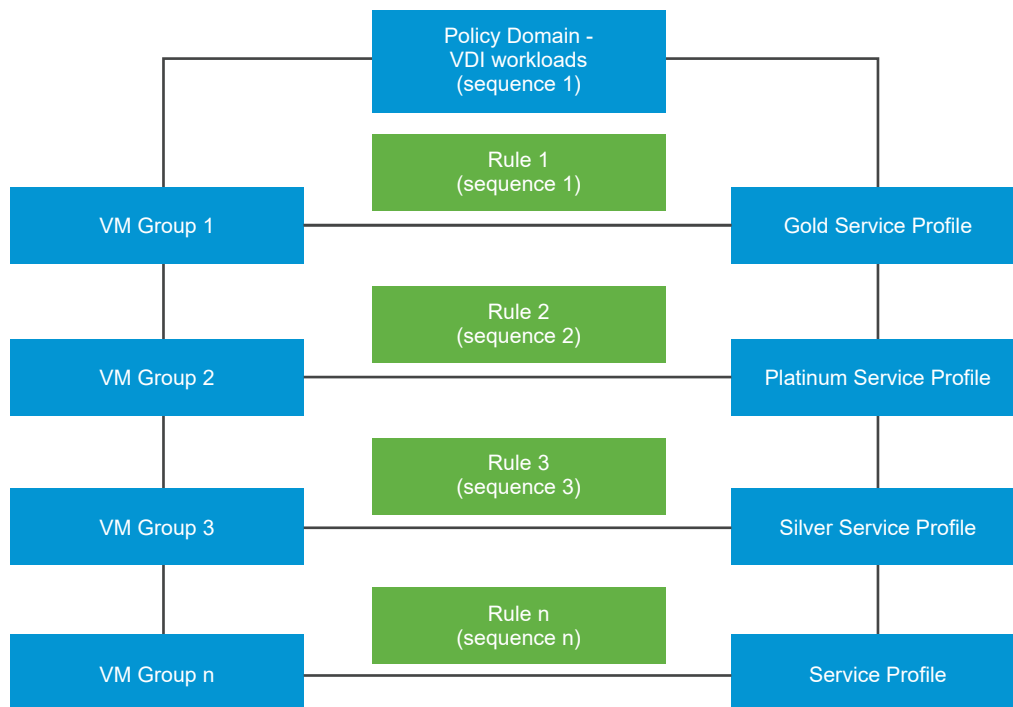 Policy Domain -
VDI workloads
(sequence 1)
Rule 1
(sequence 1)
VM Group 1
Gold Service Profile
Rule 2
(sequence 2)
VM Group 2
Platinum Service Profile
Rule 3
(sequence 3)
VM Group 3
Silver Service Profile
Rule n
(sequence n)
VM Group n
Service Profile